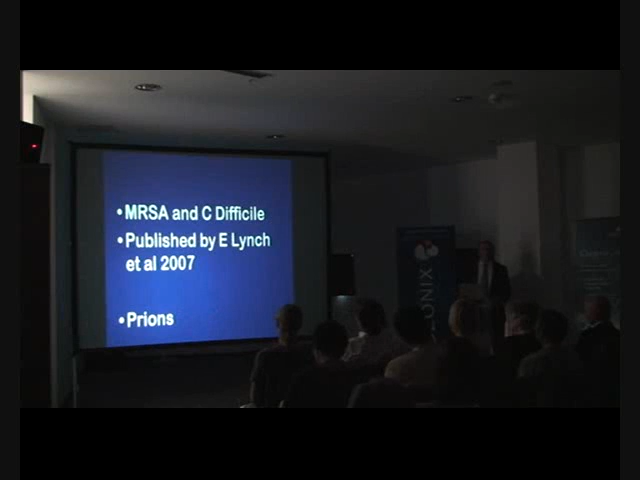 •MRSA and C Difficile
•Published by E Lynch
et al 2007
•Prions